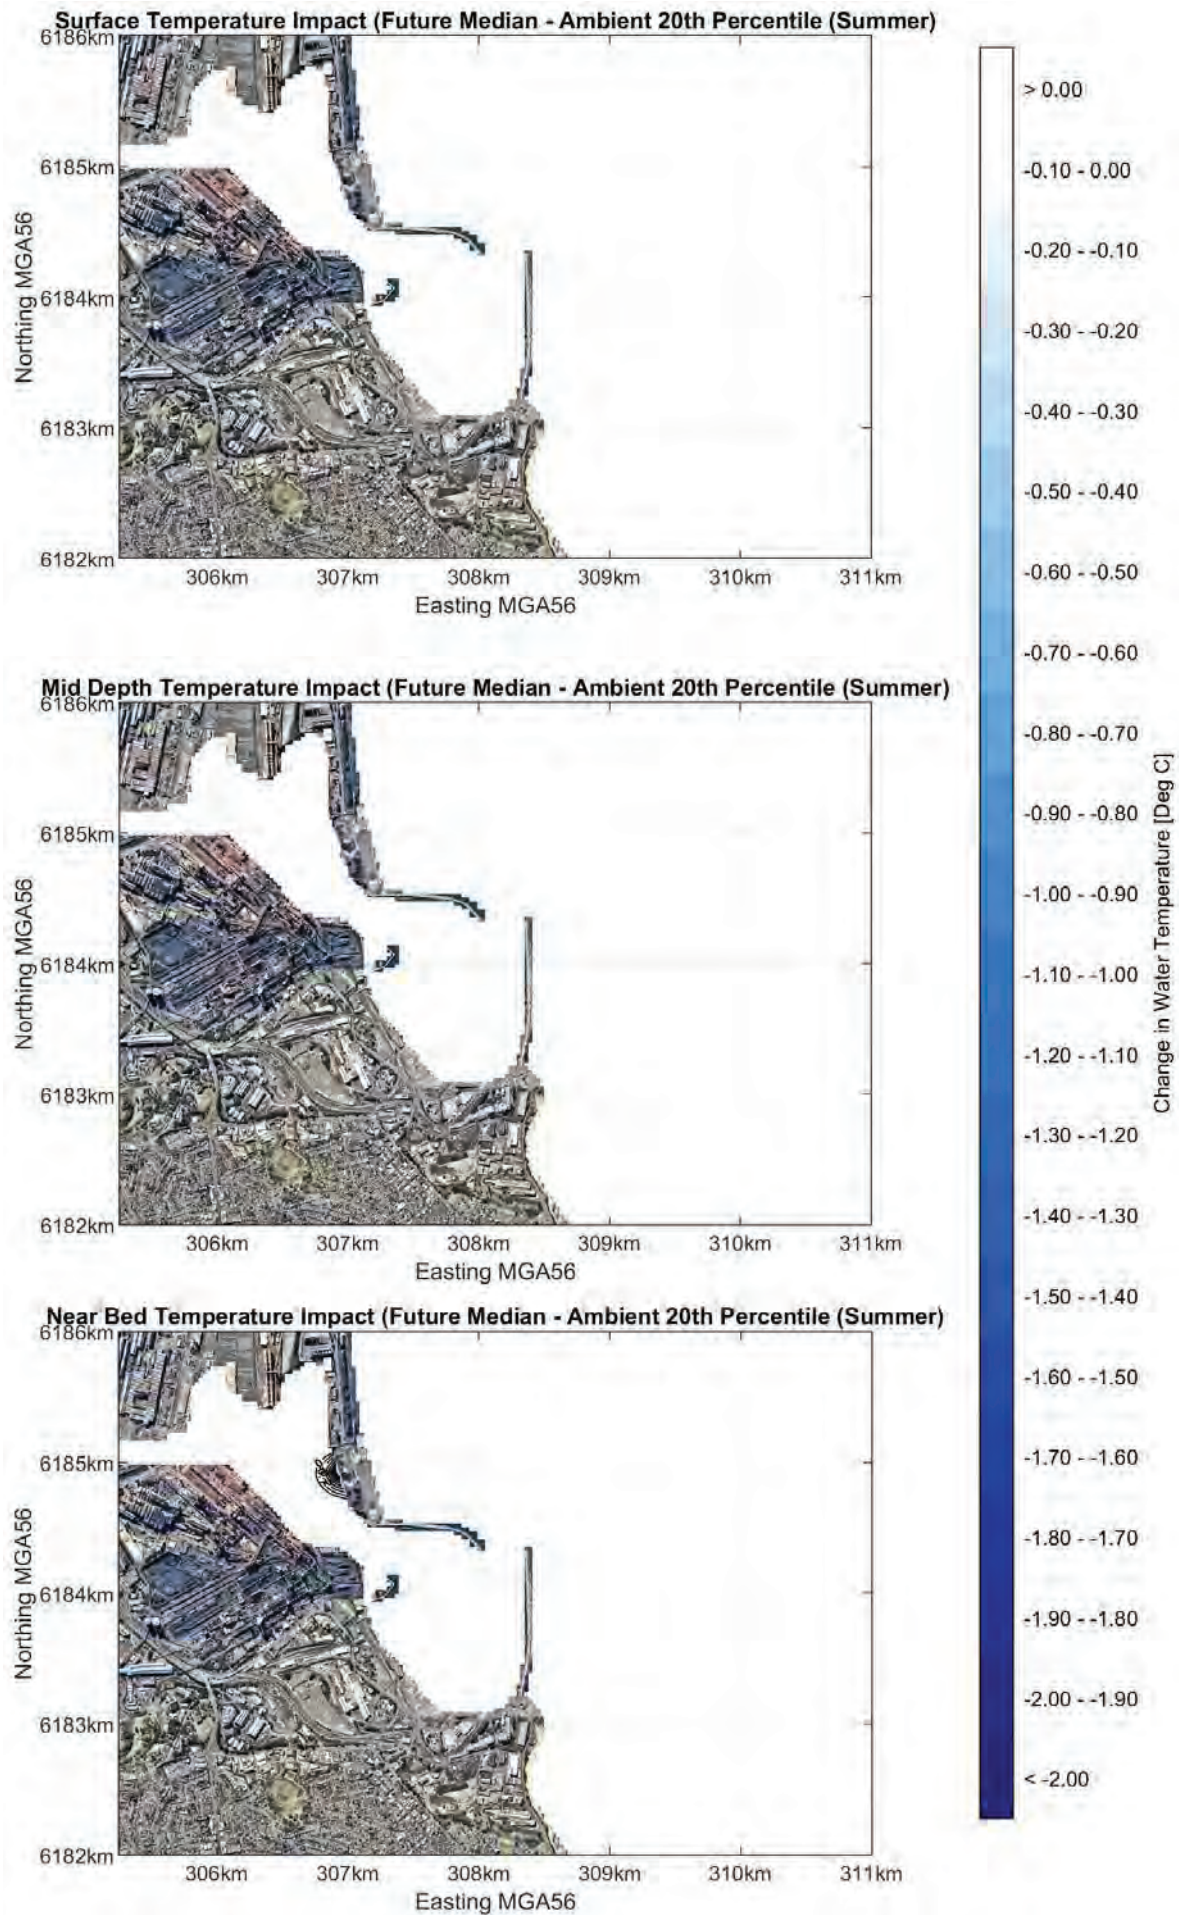 Surface Temperature Impact (Future Median - Ambient 20th Percentile (Summer)
6186km
6185km
6184km
6183km
6182km
Northing MGA56
306km 307km 308km 309km 310km 311km
Easting MGA56
Mid Depth Temperature Impact (Future Median - Ambient 20th Percentile (Summer)
6186km
6185km
6184km
6183km
6182km
Northing MGA56
306km 307km 308km 309km 310km 311km
Easting MGA56
Near Bed Temperature Impact (Future Median - Ambient 20th Percentile (Summer)
6186km
6185km
6184km
6183km
6182km
Northing MGA56
306km 307km 308km 309km 310km 311km
Easting MGA56
> 0.00
-0.10 - 0.00
-0.20 - -0.10
-0.30 - -0.20
-0.40 - -0.30
-0.50 - -0.40
-0.60 - -0.50
-0.70 - -0.60
-0.80 - -0.70
-0.90 - -0.80
-1.00 - -0.90
-1.10 - -1.00
-1.20 - -1.10
-1.30 - -1.20
-1.40 - -1.30
-1.50 - -1.40
-1.60 - -1.50
-1.70 - -1.60
-1.80 - -1.70
-1.90 - -1.80
-2.00 - -1.90
< -2.00
Change in Water Temperature [Deg C]